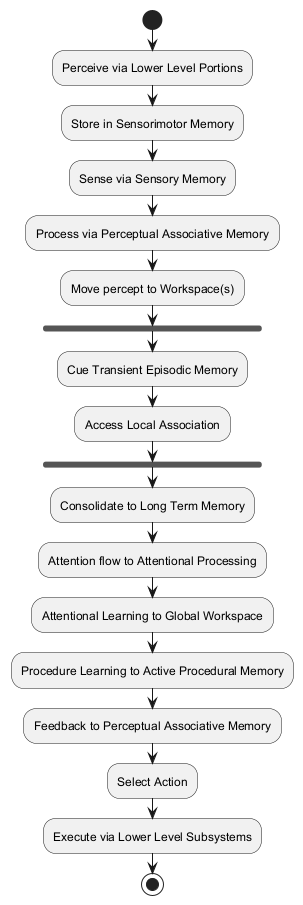 Perceive via Lower Level Portions
Store in Sensorimotor Memory
Sense via Sensory Memory
Process via Perceptual Associative Memory
Move percept to Workspace(s)
Cue Transient Episodic Memory
Access Local Association
Consolidate to Long Term Memory
Attention flow to Attentional Processing
Attentional Learning to Global Workspace
Procedure Learning to Active Procedural Memory
Feedback to Perceptual Associative Memory
Select Action
Execute via Lower Level Subsystems